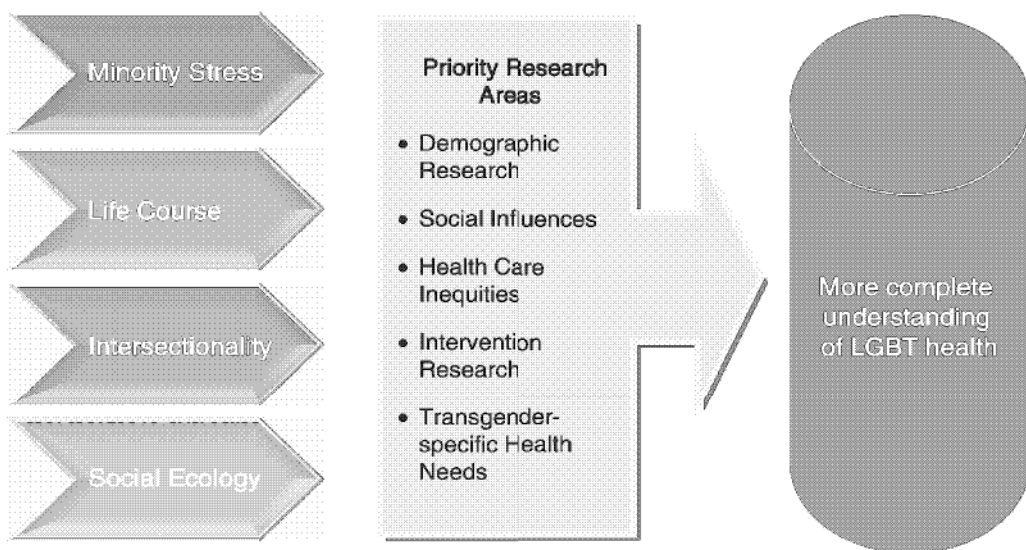 Minority Stress
Life Course
Intersectionality
Social Ecology
Priority Research
Areas
• Demographic
Research
• Social Influences
• Health Care
Inequities
• Intervention
Research
• Transgender-
specific Health
Needs
More complete
understanding
of LGBT health